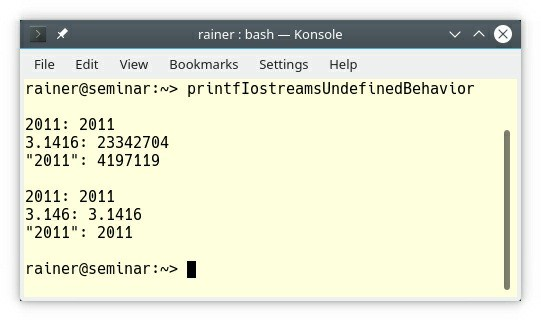 rainer : bash — Konsole
File Edit View Bookmarks Settings Help
rainer@seminar:~> printfIostreamsUndefinedBehavior
2011: 2011
3.1416: 23342704
"2011": 4197119
2011: 2011
3.146: 3.1416
"2011": 2011
rainer@seminar:~>